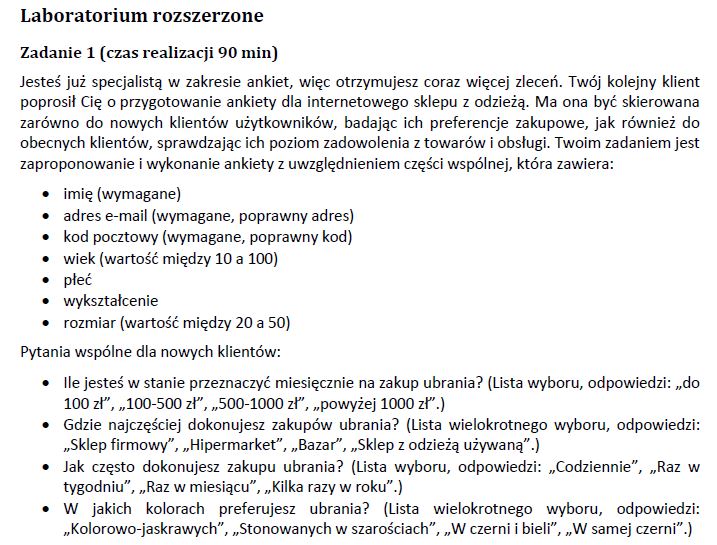 Laboratorium rozszerzone
Zadanie 1 (czas realizacji 90 min)
Jesteś już specjalistą w zakresie ankiet, więc otrzymujesz coraz więcej zleceń. Twój kolejny klient
poprosił Cię o przygotowanie ankiety dla internetowego sklepu z odzieżą. Ma ona być skierowana
zarówno do nowych klientów użytkowników, badając ich preferencje zakupowe, jak również do
obecnych klientów, sprawdzając ich poziom zadowolenia z towarów i obsługi. Twoim zadaniem jest
zaproponowanie i wykonanie ankiety z uwzględnieniem części wspólnej, która zawiera:
• imię (wymagane)
• adres e-mail (wymagane, poprawny adres)
• kod pocztowy (wymagane, poprawny kod)
• wiek (wartość między 10 a 100)
• płeć
• wykształcenie
• rozmiar (wartość między 20 a 50)
Pytania wspólne dla nowych klientów:
• Ile jesteś w stanie przeznaczyć miesięcznie na zakup ubrania? (Lista wyboru, odpowiedzi: „do
100 zł”, „100-500 zł”, „500-1000 zł”, „powyżej 1000 zł”.)
• Gdzie najczęściej dokonujesz zakupów ubrania? (Lista wielokrotnego wyboru, odpowiedzi:
„Sklep firmowy”, „Hipermarket”, „Bazar”, „Sklep z odzieżą używaną”.)
• Jak często dokonujesz zakupu ubrania? (Lista wyboru, odpowiedzi: „Codziennie”, „Raz w
tygodniu”, „Raz w miesiącu”, „Kilka razy w roku”.)
• W jakich kolorach preferujesz ubrania? (Lista wielokrotnego wyboru, odpowiedzi:
„Kolorowo-jaskrawych”, „Stonowanych w szarościach”, „W czerni i bieli”, „W samej czerni”.)